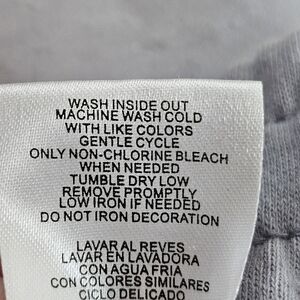 WASH INSIDE OUT
MACHINE WASH COLD
WITH LIKE COLORS
GENTLE CYCLE
ONLY NON-CHLORINE BLEACH
WHEN NEEDED
TUMBLE DRY LOW
REMOVE PROMPTLY
LOW IRON IF NEEDED
DO NOT IRON DECORATION
LAVAR AL REVES
LAVAR EN LAVADORA
CON AGUA FRIA
CON COLORES SIMILARES
CICLO DELICADO